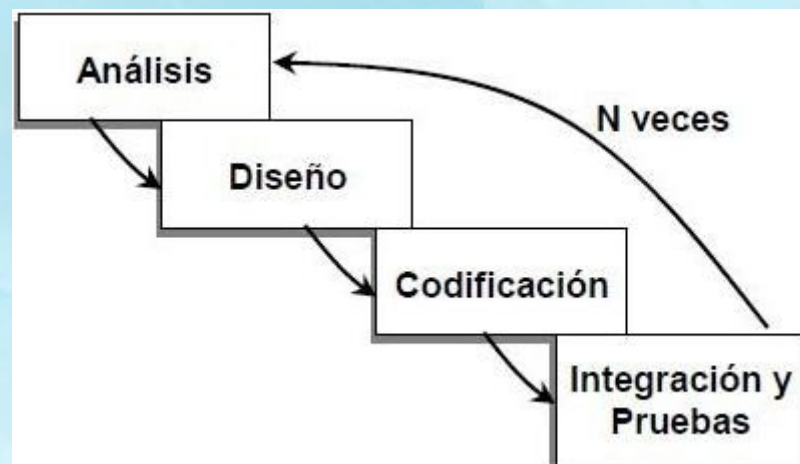 Análisis
N veces
Diseño
Codificación
Integración y
Pruebas